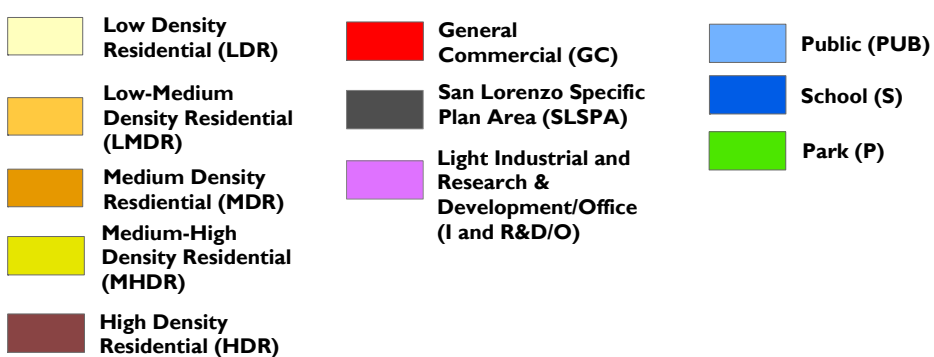 Low Density
Residential (LDR)
Low-Medium
Density Residential
(LMDR)
Medium Density
Resdiential (MDR)
Medium-High
Density Residential
(MHDR)
High Density
Residential (HDR)
General
Commercial (GC)
San Lorenzo Specific
Plan Area (SLSPA)
Light Industrial and
Research &
Development/Office
(I and R&D/O)
Public (PUB)
School (S)
Park (P)